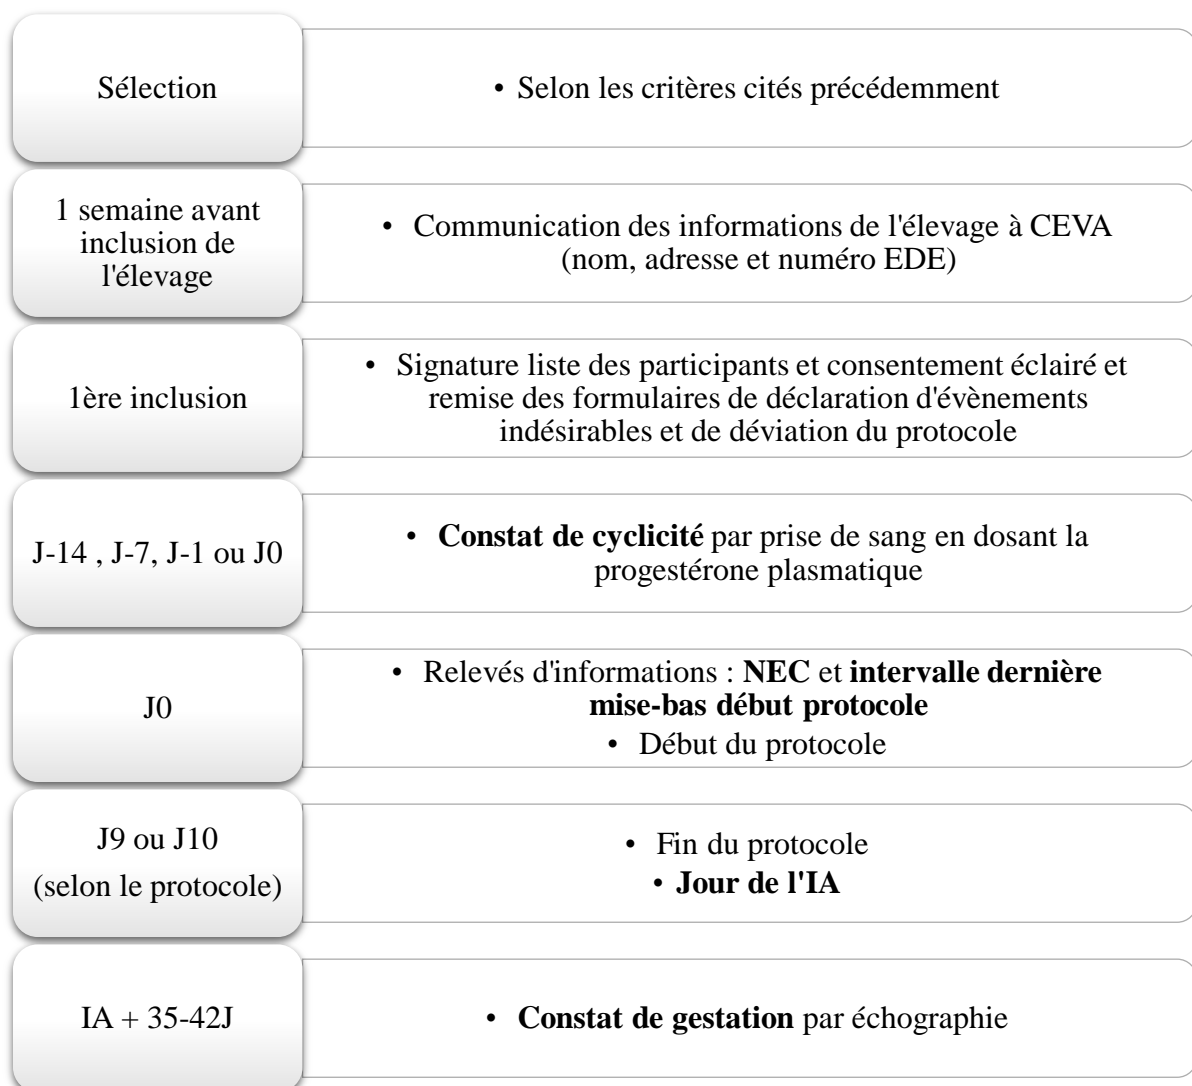 Sélection
• Selon les critères cités précédemment
1 semaine avant
inclusion de
l'élevage
• Communication des informations de l'élevage à CEVA
(nom, adresse et numéro EDE)
1ère inclusion
• Signature liste des participants et consentement éclairé et
remise des formulaires de déclaration d'évènements
indésirables et de déviation du protocole
J-14 , J-7, J-1 ou J0
• Constat de cyclicité par prise de sang en dosant la
progestérone plasmatique
J0
• Relevés d'informations : NEC et intervalle dernière
mise-bas début protocole
• Début du protocole
J9 ou J10
(selon le protocole)
• Fin du protocole
• Jour de l'IA
IA + 35-42J
• Constat de gestation par échographie